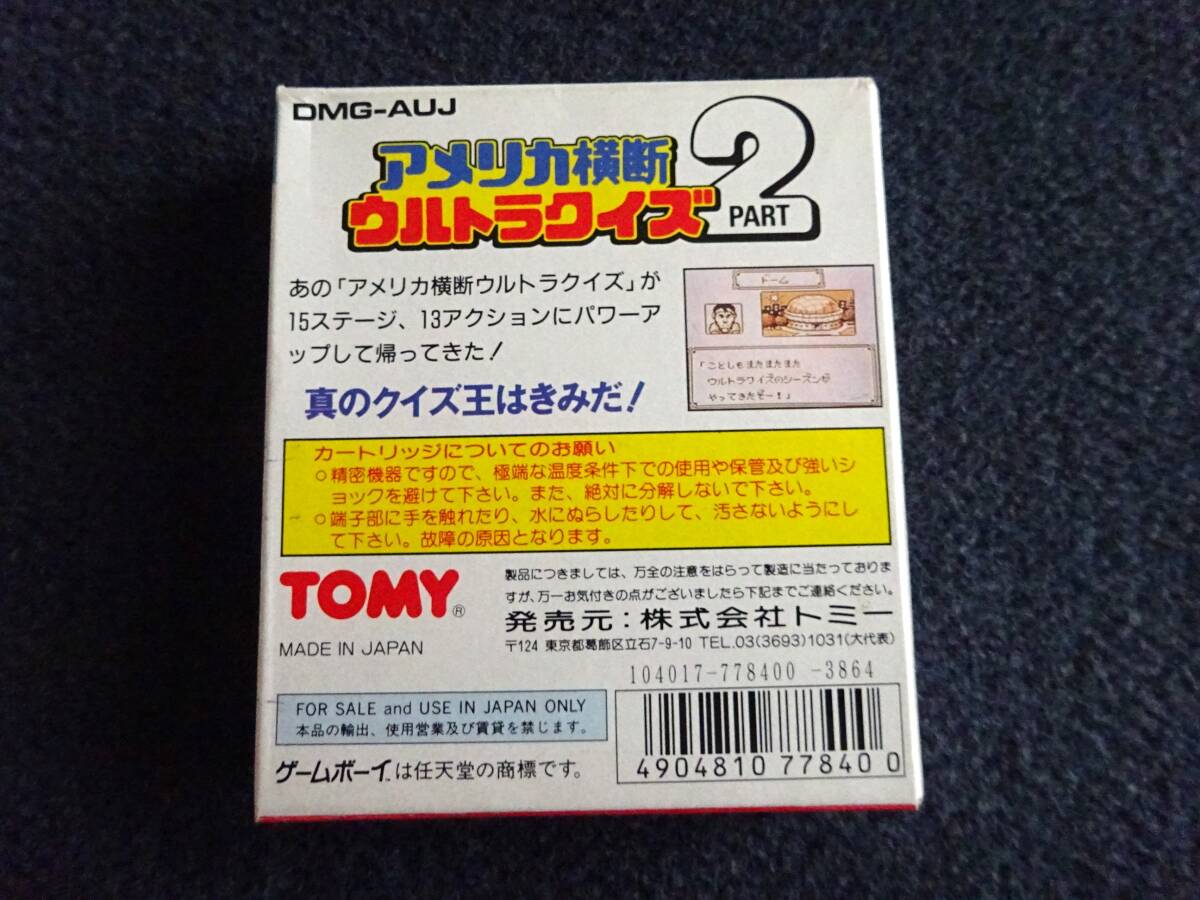 DMG-AUJ
アメリカ横断
ウルトラクイズ
2
PART
あの「アメリカ横断ウルトラクイズ」が
15ステージ、13アクションにパワーア
ップして帰ってきた!
真のクイズ王はきみだ!
ドーム
「ことしもまたまたまた
ウルトラクイズのシーズンが
やってきたぞー!」
カートリッジについてのお願い
○精密機器ですので、極端な温度条件下での使用や保管及び強いシ
ョックを避けて下さい。また、絶対に分解しないで下さい。
○端子部に手を触れたり、水にぬらしたりして、汚さないようにし
て下さい。故障の原因となります。
TOMY®
MADE IN JAPAN
製品につきましては、万全の注意をはらって製造に当たっておりま
すが、万一お気付きの点がございましたら下記までご連絡ください。
発売元:株式会社トミー
〒124 東京都葛飾区立石7-9-10 TEL.03(3693)1031(大代表)
104017-778400 -3864
FOR SALE and USE IN JAPAN ONLY
本品の輸出、使用営業及び賃貸を禁じます。
ゲームボーイは任天堂の商標です。
4904810 778400